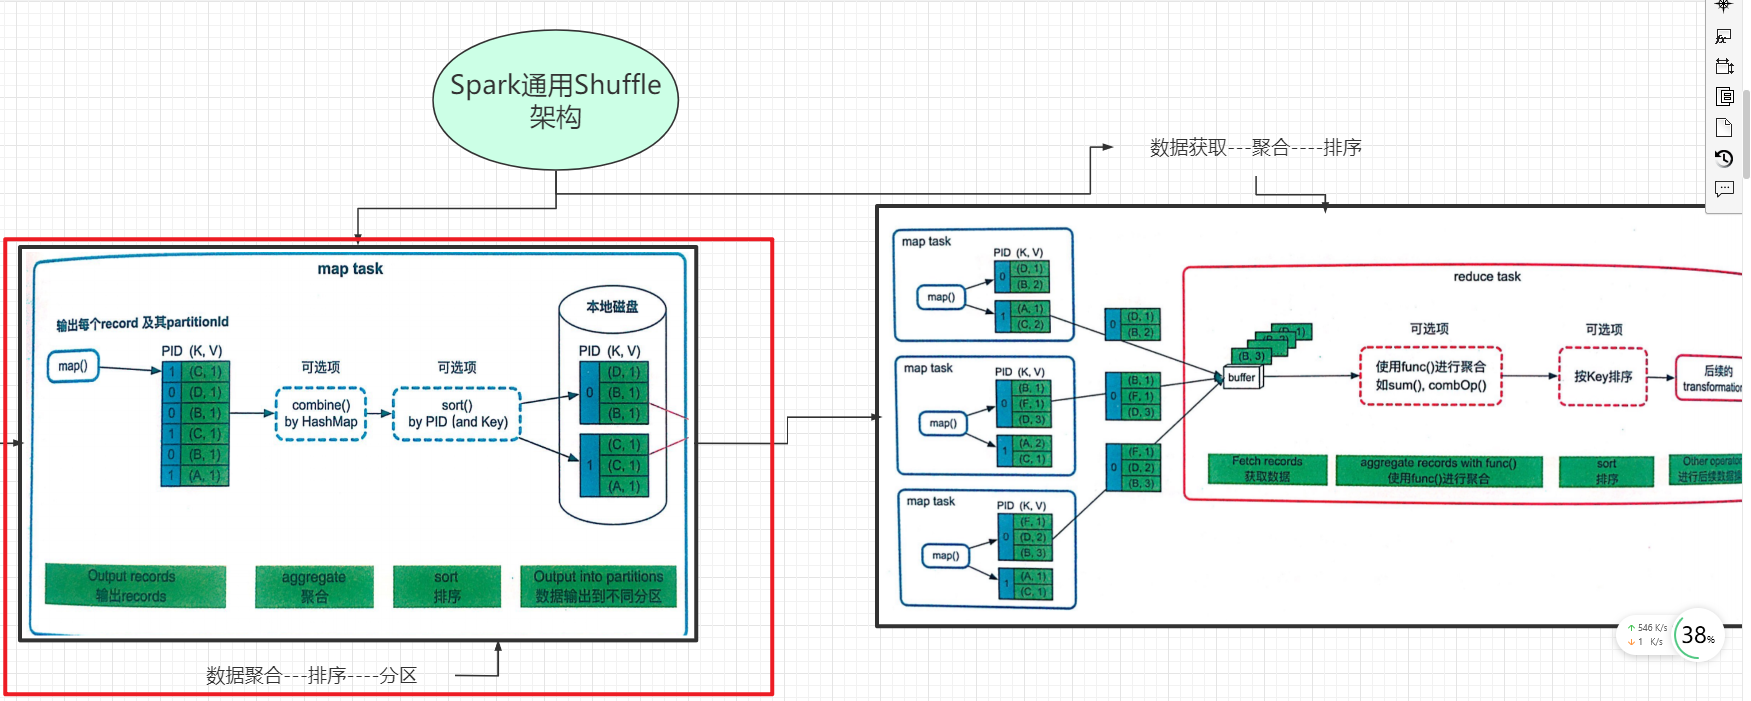 Spark通用Shuffle
架构
数据获取---聚合----排序
map task
输出每个record 及其partitionId
map()
PID (K, V)
1 (C, 1)
0 (D, 1)
0 (B, 1)
1 (C, 1)
0 (B, 1)
1 (A, 1)
可选项
combine()
by HashMap
可选项
sort()
by PID (and Key)
本地磁盘
PID (K, V)
0
(D, 1)
(B, 1)
(B, 1)
1
(C, 1)
(C, 1)
(A, 1)
Output records
输出records
aggregate
聚合
sort
排序
Output into partitions
数据输出到不同分区
数据聚合---排序----分区
map task
PID (K, V)
map()
0
(D, 1)
(B, 2)
1
(A, 1)
(C, 2)
map task
PID (K, V)
map()
0
(B, 1)
(F, 1)
(D, 3)
1
(A, 2)
(C, 1)
map task
PID (K, V)
map()
0
(F, 1)
(D, 2)
(B, 3)
1
(A, 1)
(C, 1)
0
(D, 1)
(B, 2)
0
(B, 1)
(F, 1)
(D, 3)
0
(F, 1)
(D, 2)
(B, 3)
reduce task
(B, 3)
buffer
可选项
使用func()进行聚合
如sum(), combOp()
可选项
按Key排序
后续的
Fetch records
获取数据
aggregate records with func()
使用func()进行聚合
sort
排序
Other
进行后续数据
546 K/s
1 K/s
38%